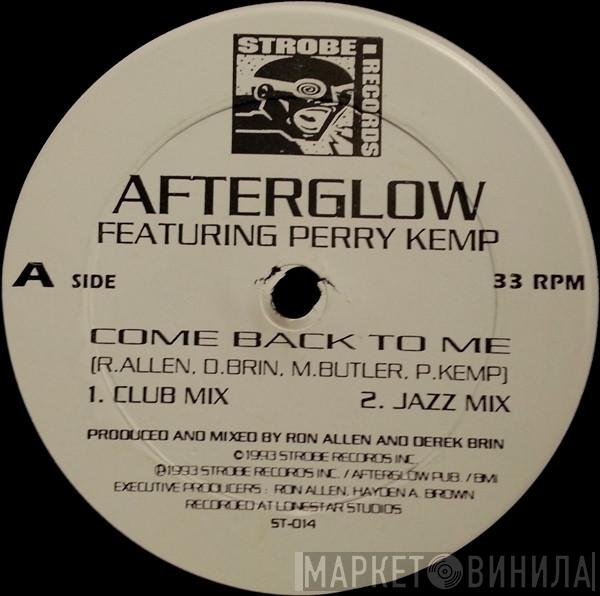 STROBE
RECORDS
AFTERGLOW
FEATURING PERRY KEMP
A SIDE
33 RPM
COME BACK TO ME
(R.ALLEN, D.BRIN, M.BUTLER, P.KEMP)
1. CLUB MIX
2. JAZZ MIX
PRODUCED AND MIXED BY RON ALLEN AND DEREK BRIN
©1993 STROBE RECORDS INC.
℗1993 STROBE RECORDS INC. / AFTERGLOW PUB. / BMI
EXECUTIVE PRODUCERS : RON ALLEN, HAYDEN A. BROWN
RECORDED AT LONESTAR STUDIOS
ST-014
МАРКЕТ ВИНИЛА